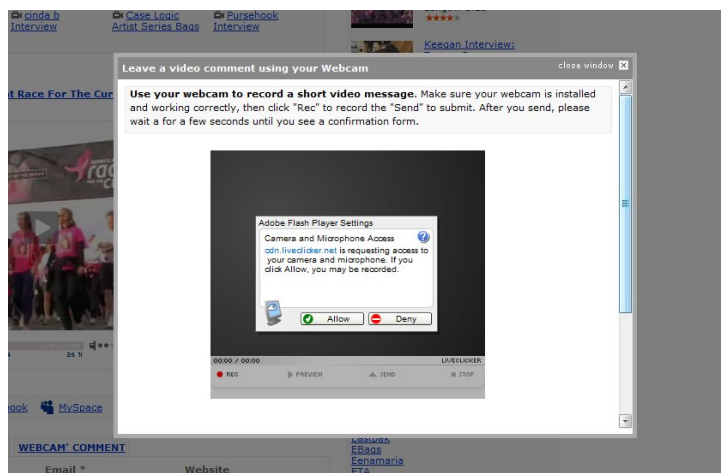 cinda b
Interview
Case Logic
Artist Series Bags
Pursehook
Interview
Keegan Interview:
Leave a video comment using your Webcam
close window
t Race For The Cur
Use your webcam to record a short video message. Make sure your webcam is installed
and working correctly, then click "Rec" to record the "Send" to submit. After you send, please
wait a for a few seconds until you see a confirmation form.
Adobe Flash Player Settings
Camera and Microphone Access
cdn.liveclicker.net is requesting access to
your camera and microphone. If you
click Allow, you may be recorded.
Allow
Deny
00:00 / 00:00
LIVECLICKER
REC
PREVIEW
SEND
STOP
ook
MySpace
WEBCAM' COMMENT
Email *
Website
EBags
Eenamaria